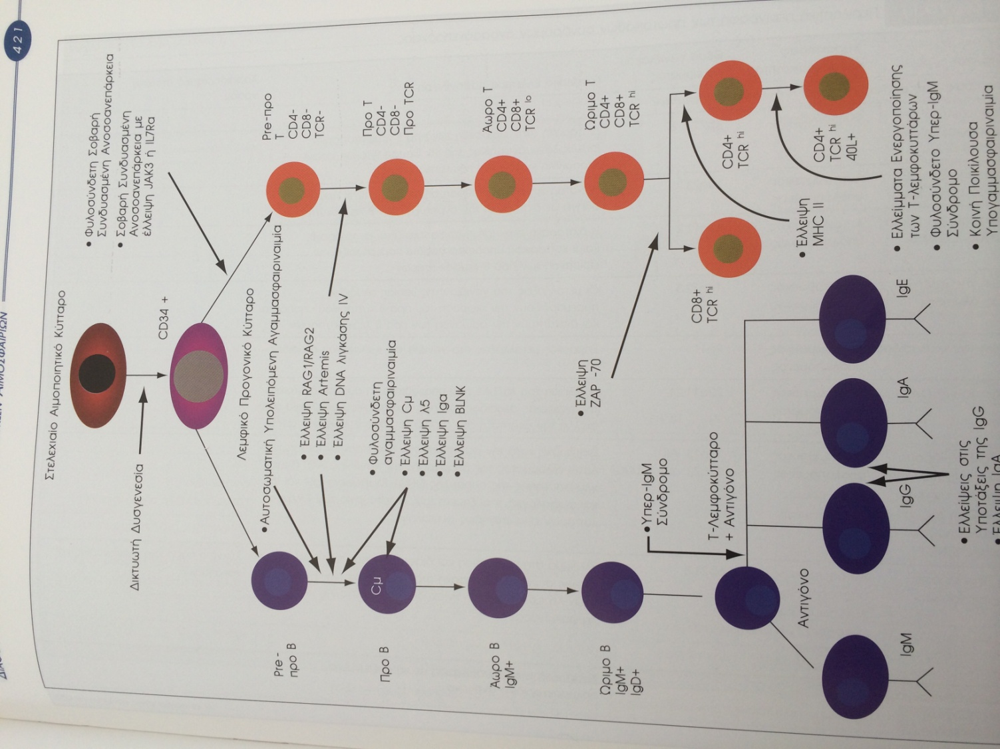 421
Στελεχιαίο Αιμοποιητικό Κύτταρο
Δικτυωτή Δυσγενεσία
CD34 +
• Φυλοσύνδετη Σοβαρή
Συνδυασμένη Ανοσοανεπάρκεια
• Σοβαρή Συνδυασμένη
Ανοσοανεπάρκεια με
έλλειψη JAK3 ή IL7Ra
Λεμφικό Προγονικό Κύτταρο
• Αυτοσωματική Υπολειπόμενη Αγαμμασφαιριναιμία
Pre-
προ B
Pre-προ
T
CD4-
CD8-
TCR-
• Έλλειψη RAG1/RAG2
• Έλλειψη Artemis
• Έλλειψη DNA λιγκάσης IV
Προ B
Cμ
• Φυλοσύνδετη
αγαμμασφαιριναιμία
• Έλλειψη Cμ
• Έλλειψη λ5
• Έλλειψη Iga
• Έλλειψη BLNK
Προ T
CD4-
CD8-
Προ TCR
Άωρο B
IgM+
Άωρο T
CD4+
CD8+
TCR lo
Ώριμο B
IgM+
IgD+
• Έλλειψη
ZAP -70
Ώριμο T
CD4+
CD8+
TCR hi
• Υπερ-IgM
Σύνδρομο
Τ-λεμφοκύτταρο
+ Αντιγόνο
CD8+
TCR hi
CD4+
TCR hi
Αντιγόνο
• Έλλειψη
MHC II
CD4+
TCR hi
40L+
IgM
IgG
IgA
IgE
• Ελλείμματα Ενεργοποίησης
των Τ-λεμφοκυττάρων
• Φυλοσύνδετο Υπερ-IgM
Σύνδρομο
• Κοινή Ποικίλουσα
Υπογαμμασφαιριναιμία
• Ελλείψεις στις
Υποτάξεις της IgG
• Έλλειψη IgA